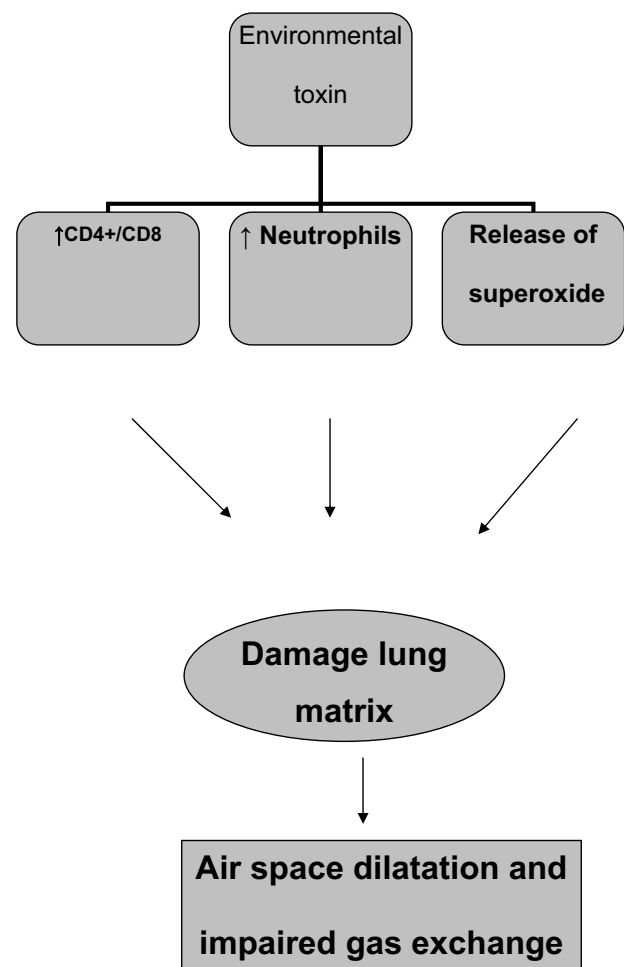 Environmental
toxin
↑CD4+/CD8
↑ Neutrophils
Release of
superoxide
Damage lung
matrix
Air space dilatation and
impaired gas exchange